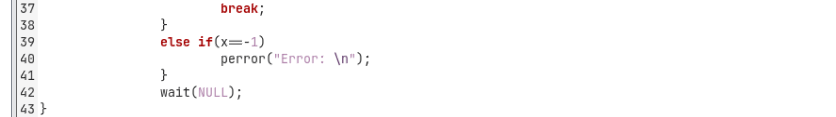 37 break;
38 }
39 else if(x==-1)
40 perror("Error: \n");
41 }
42 wait(NULL);
43 }